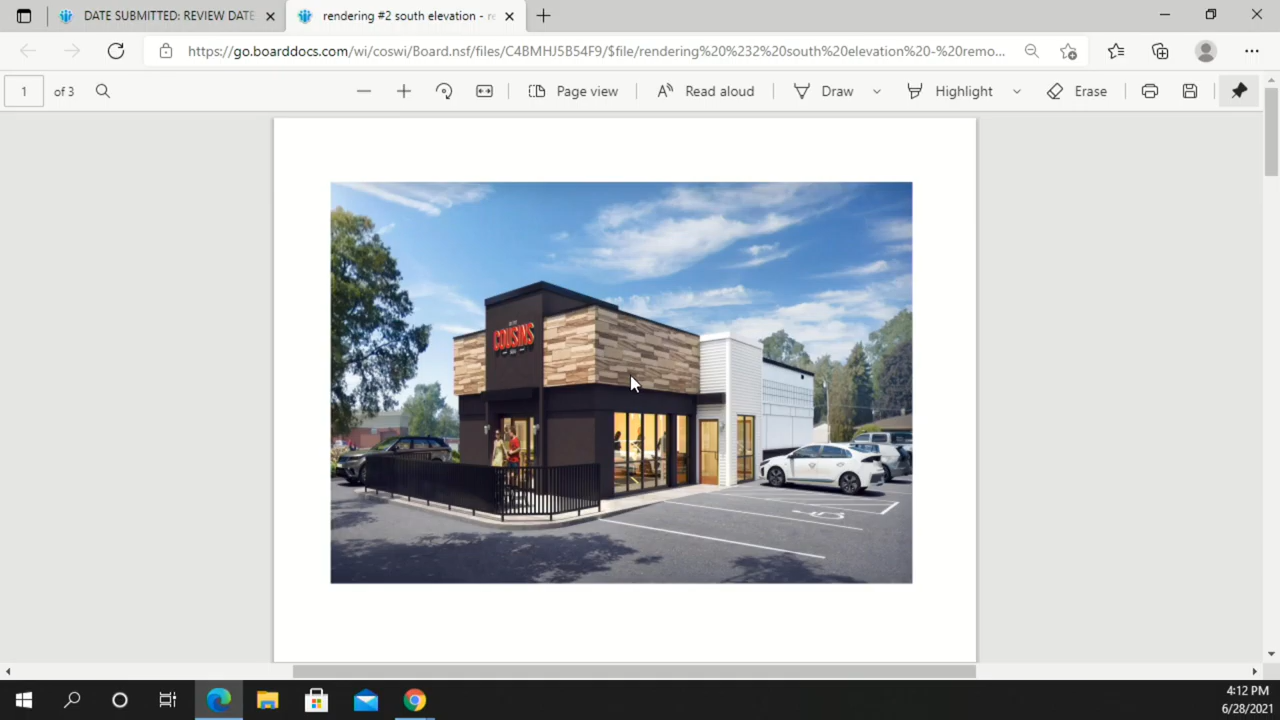 DATE SUBMITTED: REVIEW DATE
rendering #2 south elevation - re
https://go.boarddocs.com/wi/coswi/Board.nsf/files/C4BMHJ5B54F9/$file/rendering%20%232%20south%20elevation%20-%20remo...
1 of 3
Page view
Read aloud
Draw
Highlight
Erase
COUSINS
SUBS
4:12 PM
6/28/2021